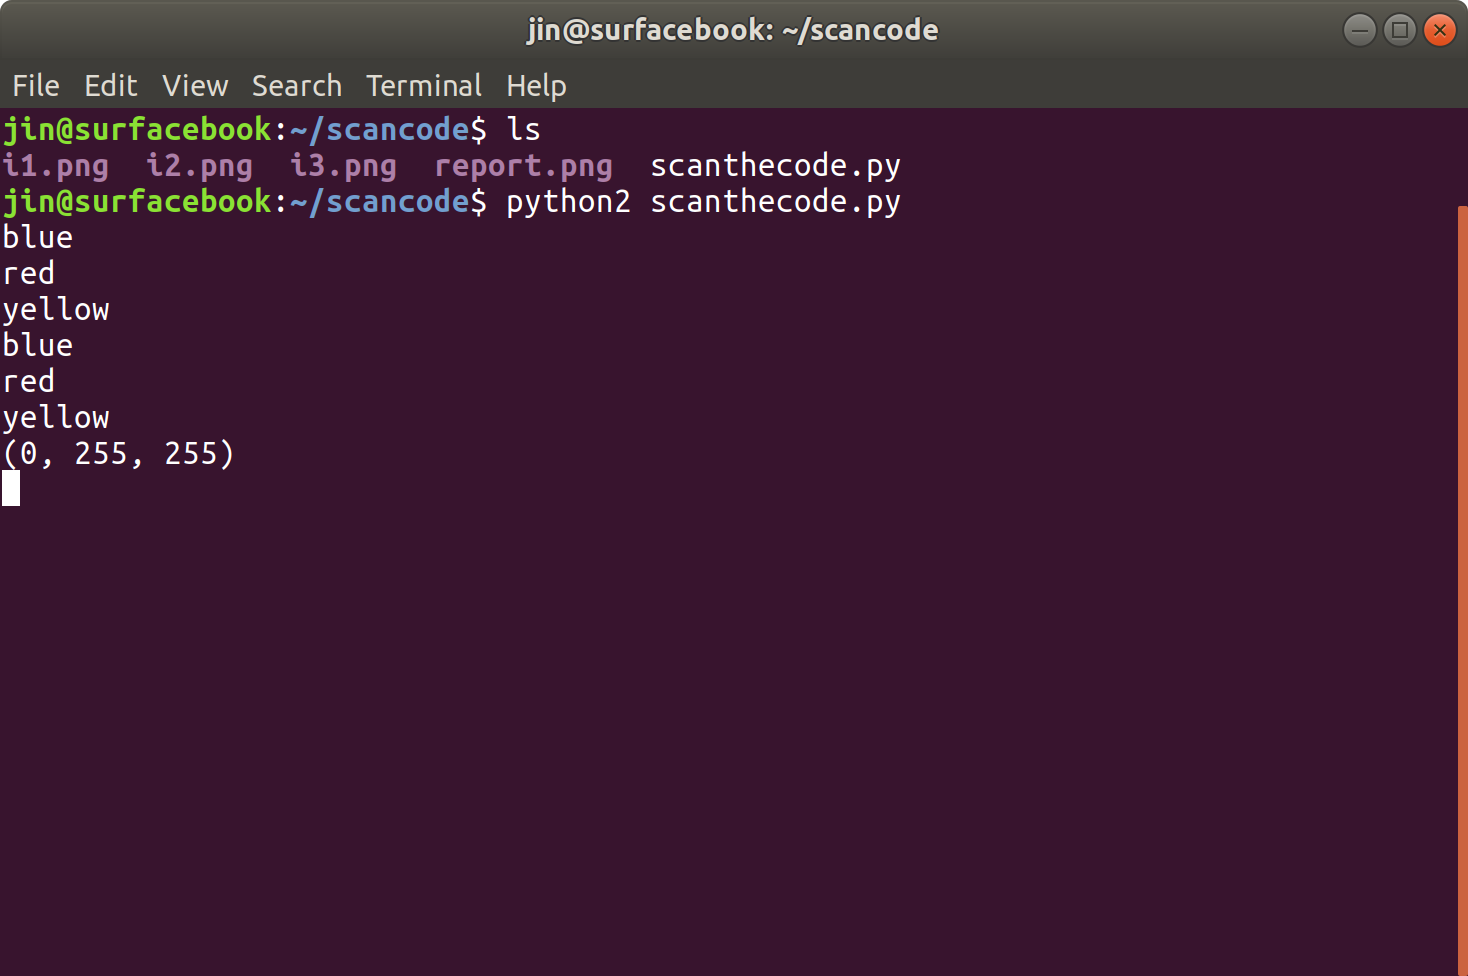 jin@surfacebook: ~/scancode
File Edit View Search Terminal Help
jin@surfacebook:~/scancode$ ls
i1.png  i2.png  i3.png  report.png  scanthecode.py
jin@surfacebook:~/scancode$ python2 scanthecode.py
blue
red
yellow
blue
red
yellow
(0, 255, 255)